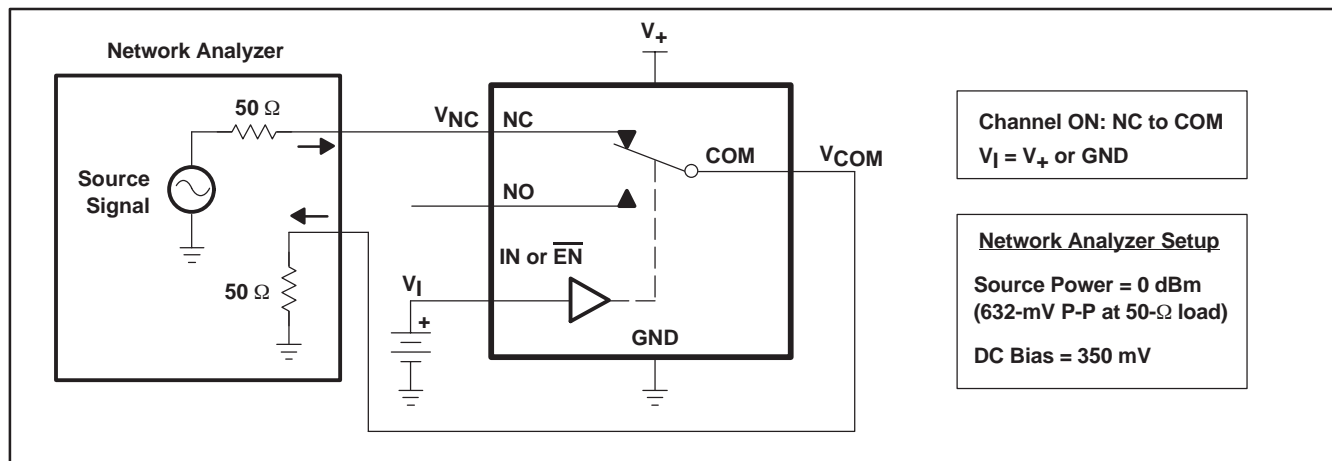 Network Analyzer
50 Ω
Source
Signal
50 Ω
V+
VNC
NC
COM
VCOM
NO
IN or E̅N̅
VI
+
GND
Channel ON: NC to COM
VI = V+ or GND
Network Analyzer Setup
Source Power = 0 dBm
(632-mV P-P at 50-Ω load)
DC Bias = 350 mV